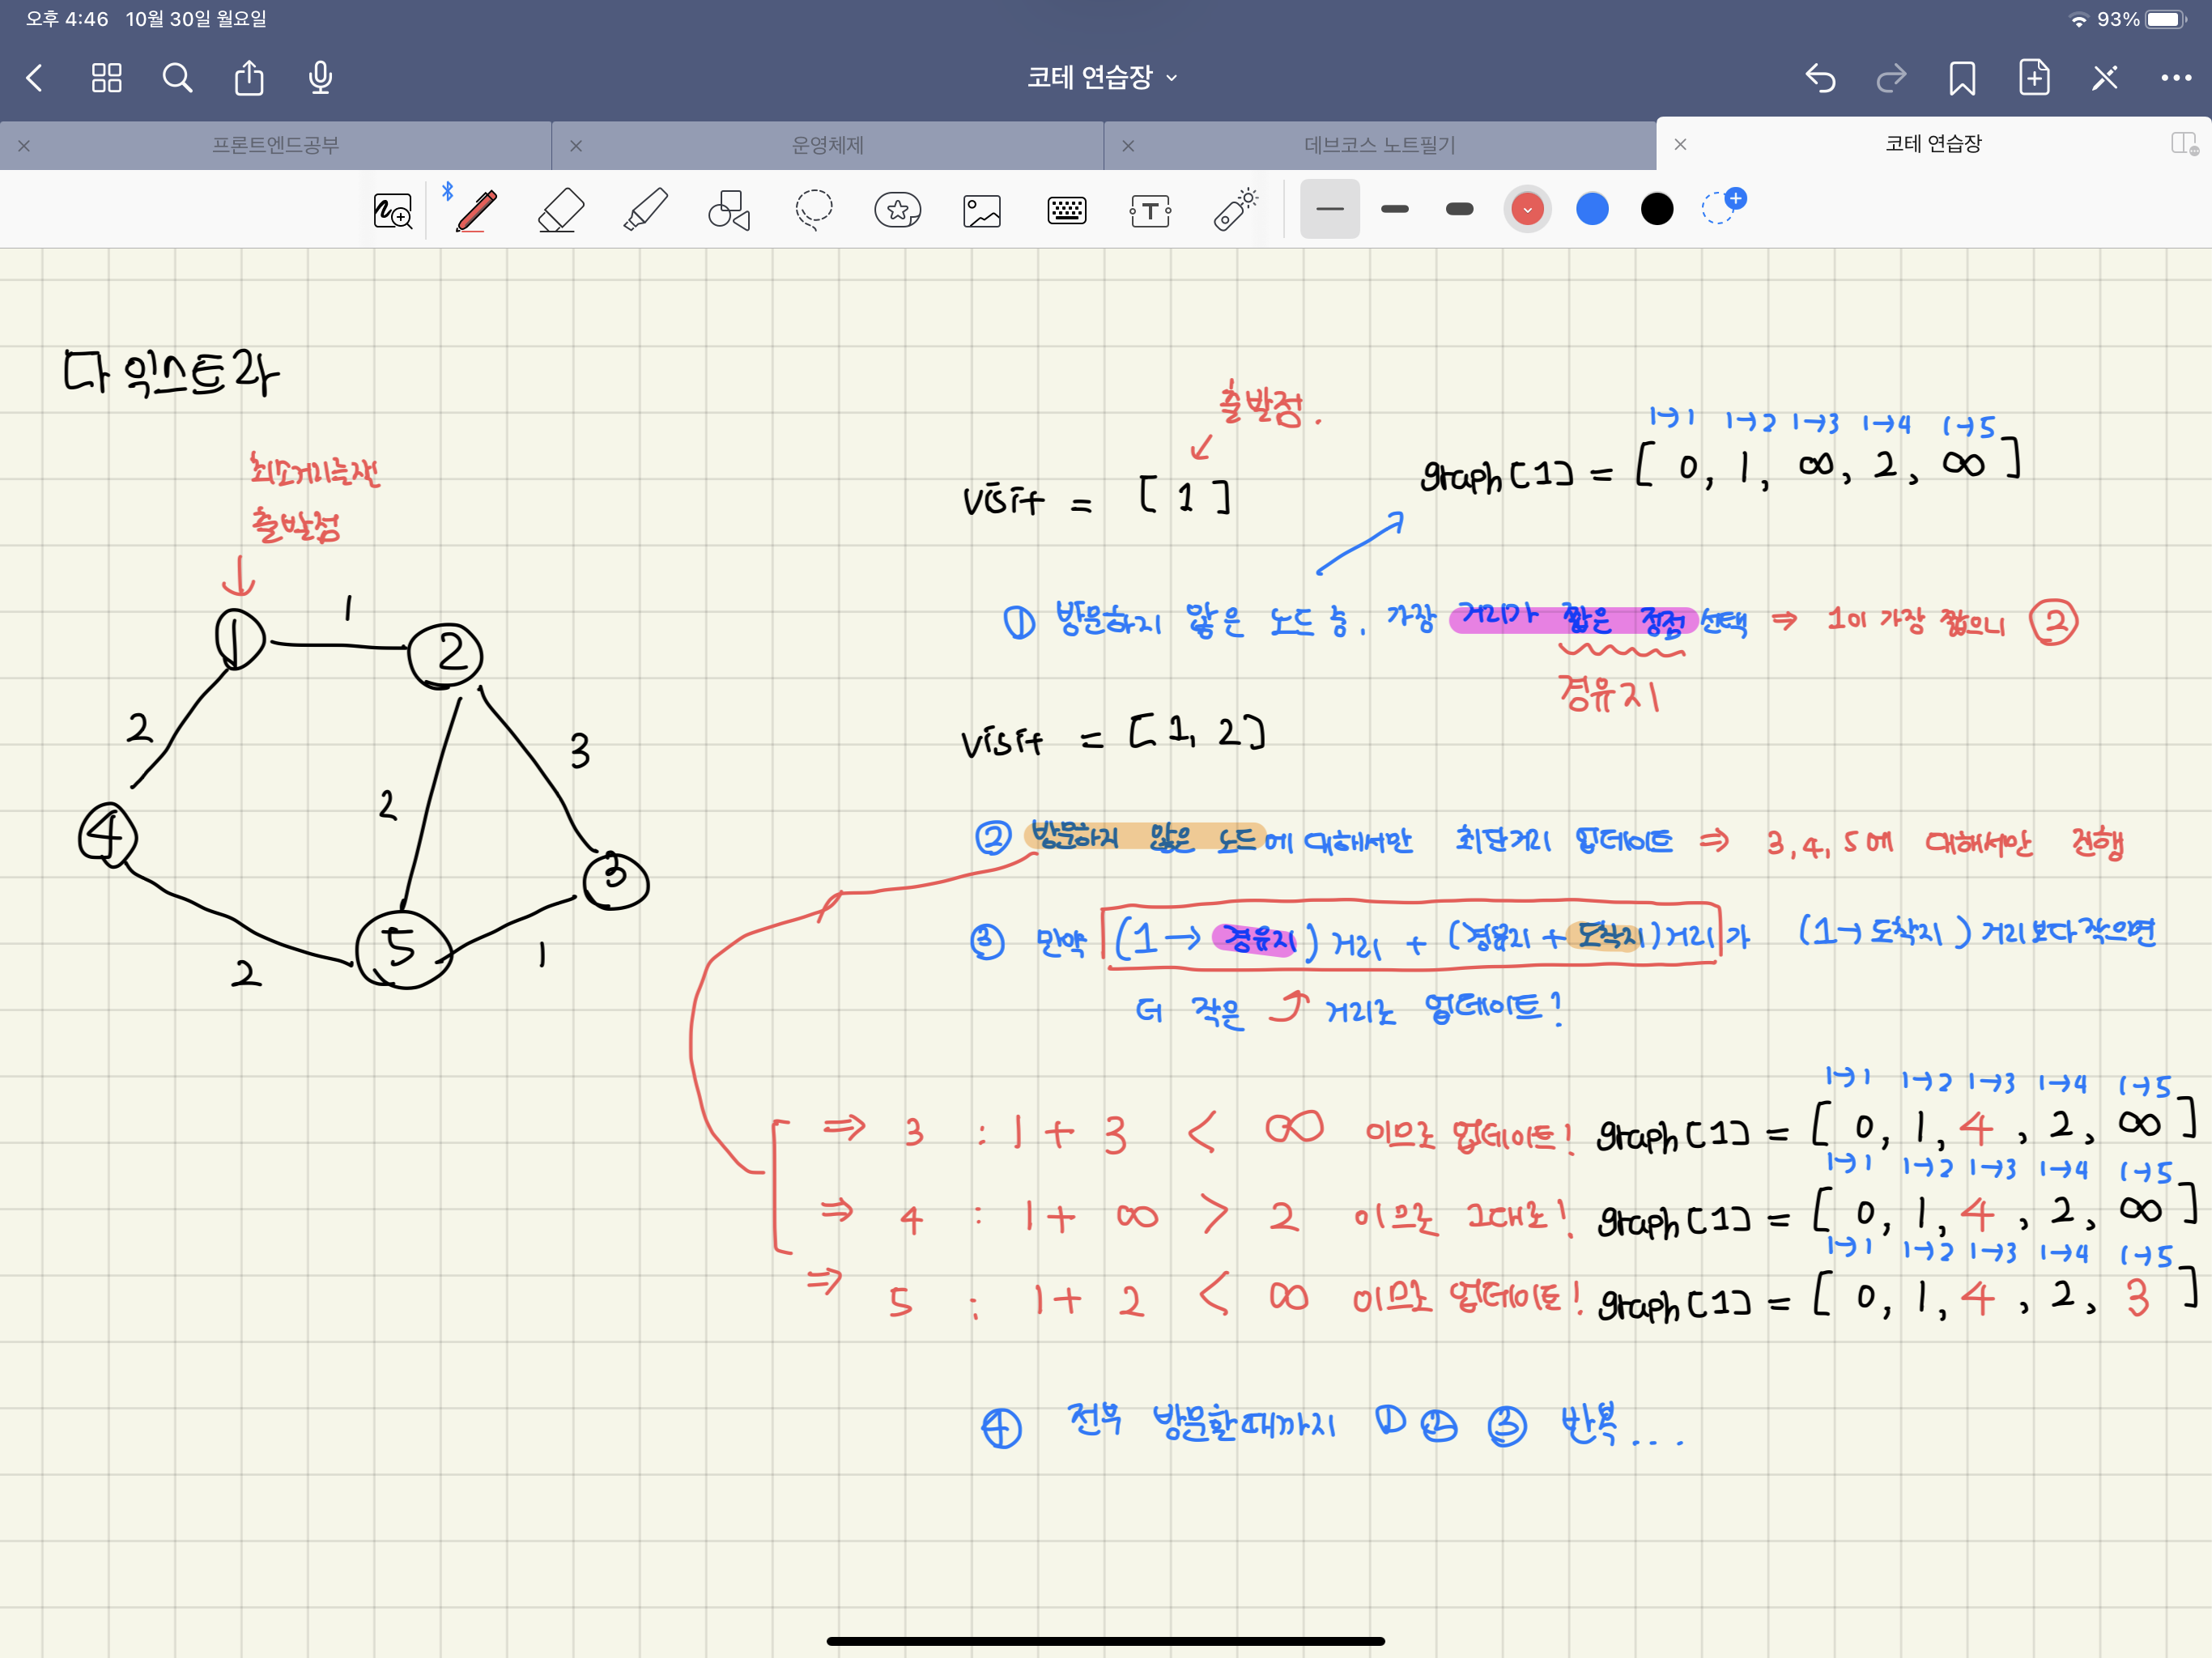 오후 4:46 10월 30일 월요일
93%
코테 연습장
프론트엔드공부
운영체제
데브코스 노트필기
코테 연습장
다익스트라
최소거리측정
출발점
1
1
2
2
3
2
4
3
5
2
1
출발점.
visit = [ 1 ]
1→1 1→2 1→3 1→4 1→5
graph[1] = [ 0, 1, ∞, 2, ∞ ]
① 방문하지 않은 노드 중, 가장 거리가 짧은 정점 선택 ⇒ 1이 가장 짧으니 ②
경유지
visit = [ 1, 2 ]
② 방문하지 않은 노드에 대해서만 최단거리 업데이트 ⇒ 3, 4, 5에 대해서만 진행
③ 만약 (1 → 경유지) 거리 + (경유지 + 도착지) 거리가 (1→ 도착지) 거리보다 작으면
더 작은 거리로 업데이트!
1→1 1→2 1→3 1→4 1→5
⇒ 3 : 1 + 3 < ∞ 이므로 업데이트! graph[1] = [ 0, 1, 4, 2, ∞ ]
1→1 1→2 1→3 1→4 1→5
⇒ 4 : 1 + ∞ > 2 이므로 그대로! graph[1] = [ 0, 1, 4, 2, ∞ ]
1→1 1→2 1→3 1→4 1→5
⇒ 5 : 1 + 2 < ∞ 이므로 업데이트! graph[1] = [ 0, 1, 4, 2, 3 ]
④ 전부 방문할때까지 ① ② ③ 반복...